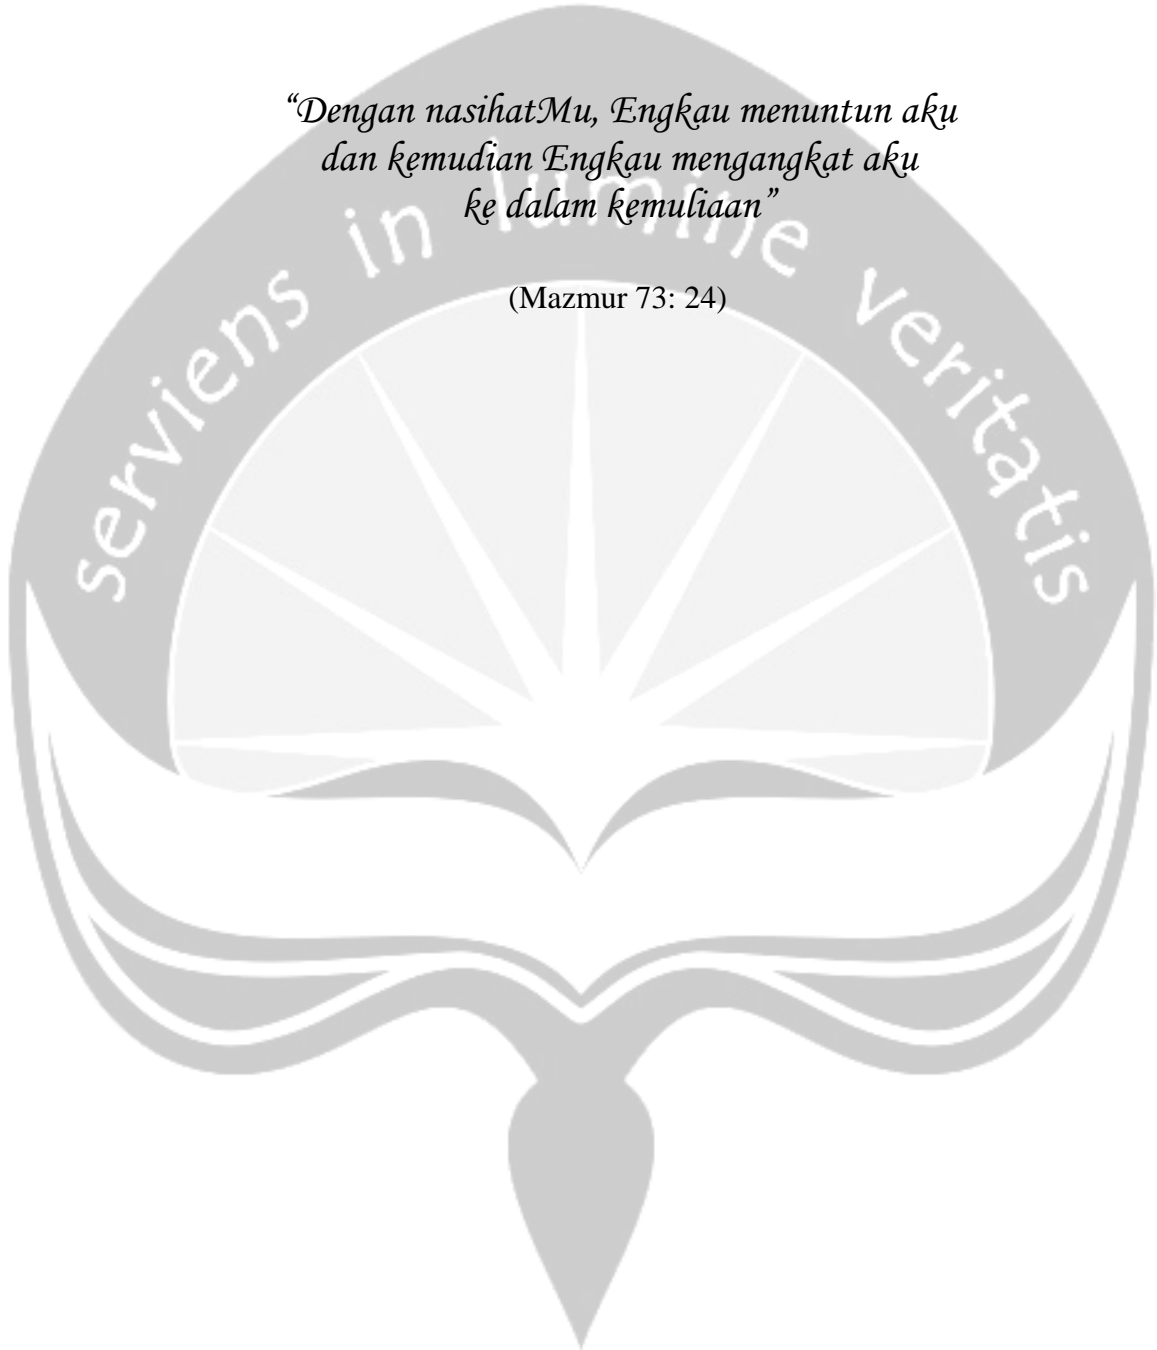 “Dengan nasihatMu, Engkau menuntun aku
dan kemudian Engkau mengangkat aku
ke dalam kemuliaan”
(Mazmur 73: 24)
serviens in lumine veritatis